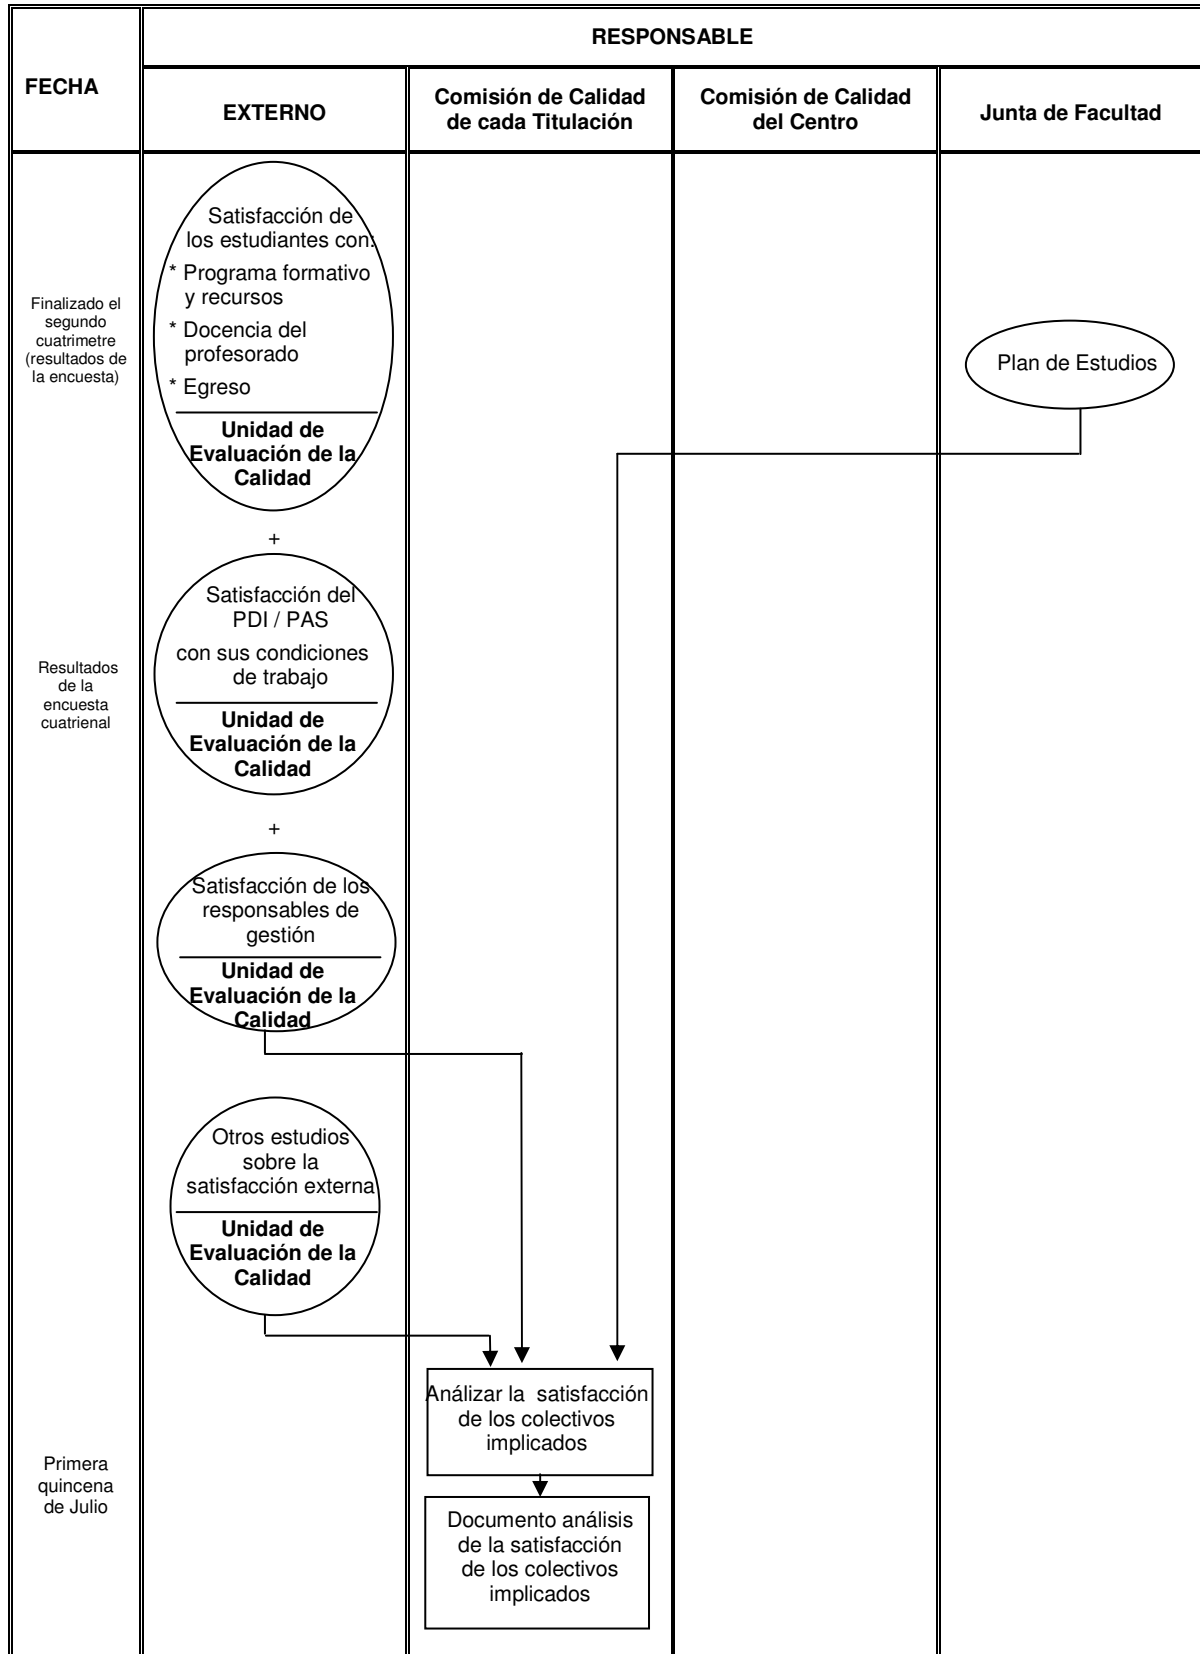 RESPONSABLE
FECHA
EXTERNO
Comisión de Calidad
de cada Titulación
Comisión de Calidad
del Centro
Junta de Facultad
Finalizado el
segundo
cuatrimetre
(resultados de
la encuesta)
Satisfacción de
los estudiantes con:
* Programa formativo
y recursos
* Docencia del
profesorado
* Egreso
Unidad de
Evaluación de la
Calidad
Plan de Estudios
+
Resultados
de la
encuesta
cuatrienal
Satisfacción del
PDI / PAS
con sus condiciones
de trabajo
Unidad de
Evaluación de la
Calidad
+
Satisfacción de los
responsables de
gestión
Unidad de
Evaluación de la
Calidad
Otros estudios
sobre la
satisfacción externa
Unidad de
Evaluación de la
Calidad
Primera
quincena
de Julio
Análizar la satisfacción
de los colectivos
implicados
Documento análisis
de la satisfacción
de los colectivos
implicados